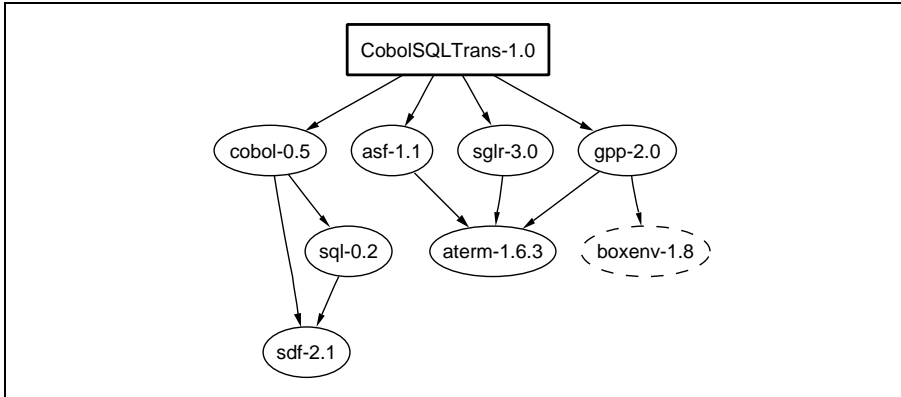 CobolSQLTrans-1.0
cobol-0.5
asf-1.1
sglr-3.0
gpp-2.0
sql-0.2
aterm-1.6.3
boxenv-1.8
sdf-2.1